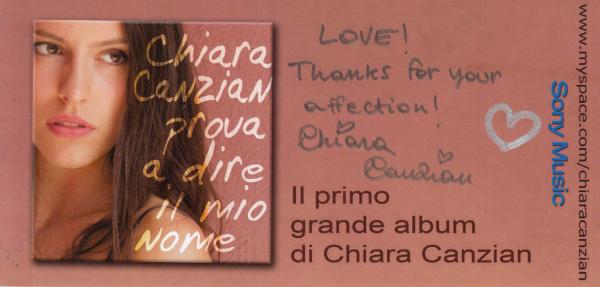 Chiara
Canzian
prova
a dire
il mio
nome
LOVE!
Thanks for your
affection!
Chiara
Canzian
Il primo
grande album
di Chiara Canzian
Sony Music
www.myspace.com/chiaracanzian